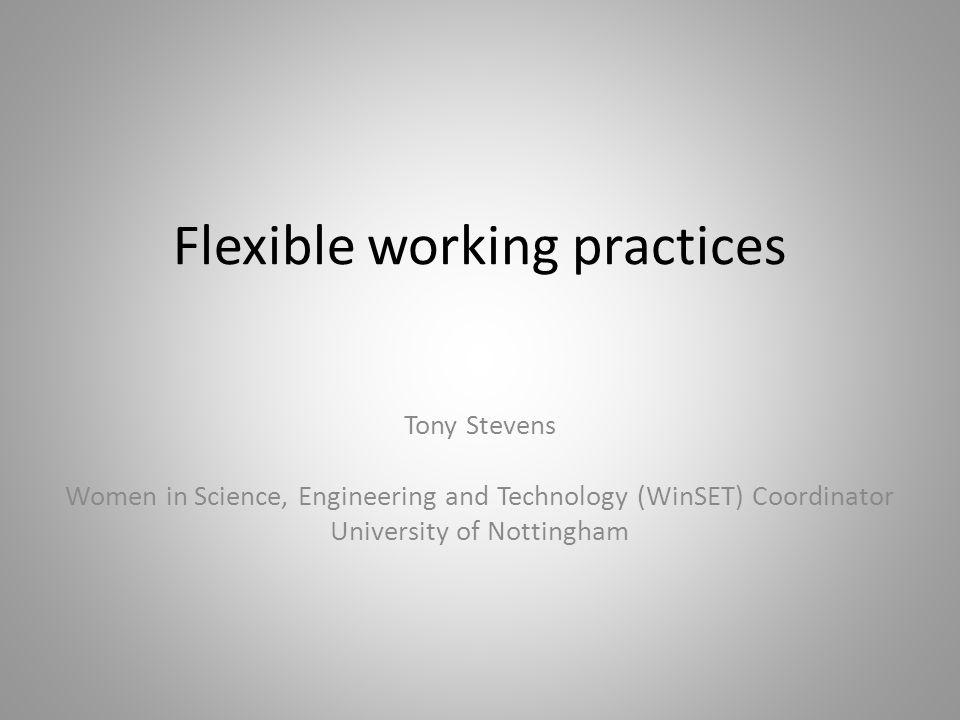 Flexible working practices
Tony Stevens
Women in Science, Engineering and Technology (WinSET) Coordinator
University of Nottingham